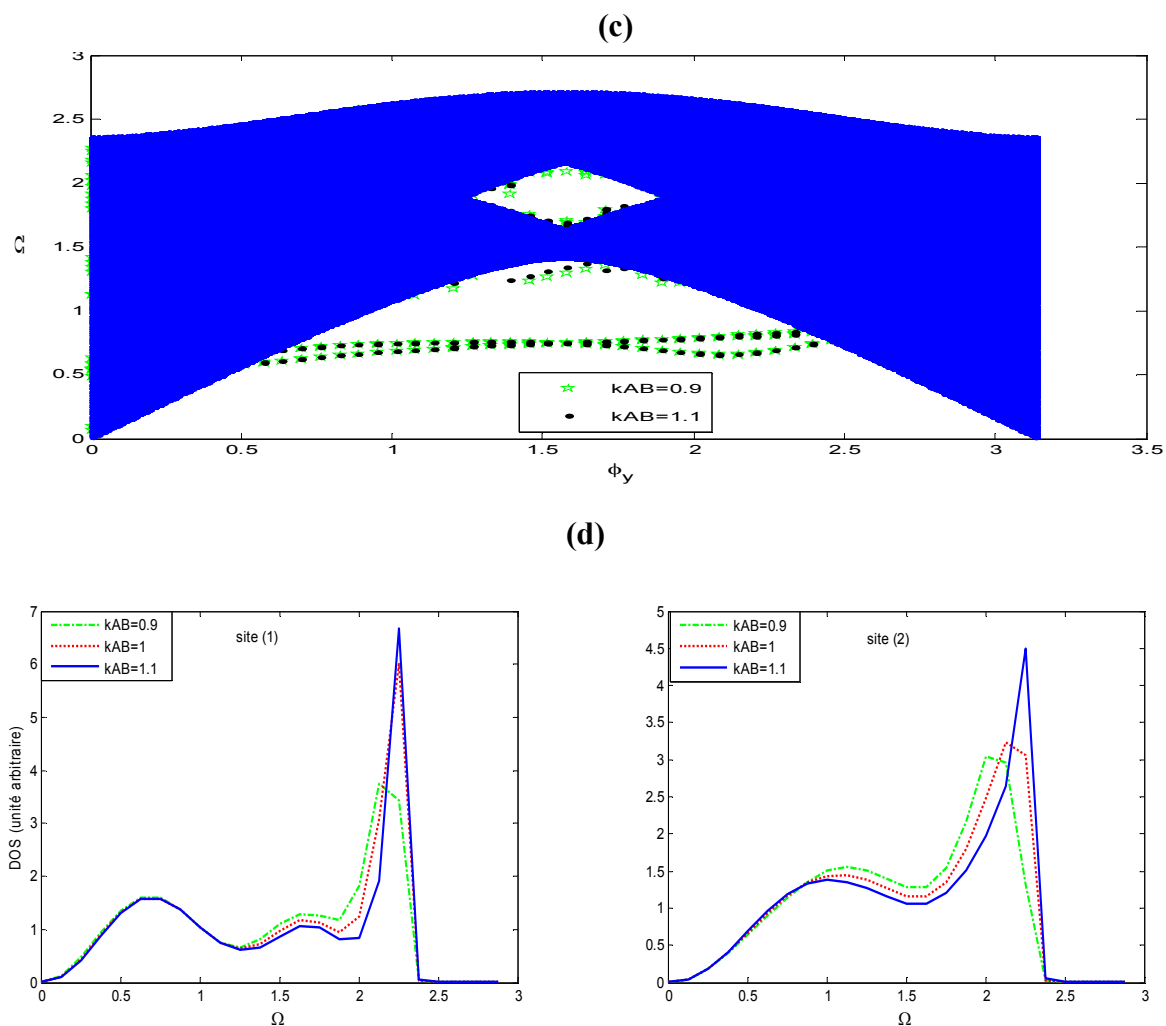 (c)
3
2.5
2
1.5
1
0.5
0
Ω
0 0.5 1 1.5 2 2.5 3 3.5
ϕy
kAB=0.9
kAB=1.1
(d)
7
6
5
4
3
2
1
0
DOS (unité arbitraire)
kAB=0.9
kAB=1
kAB=1.1
site (1)
0 0.5 1 1.5 2 2.5 3
Ω
5
4.5
4
3.5
3
2.5
2
1.5
1
0.5
0
kAB=0.9
kAB=1
kAB=1.1
site (2)
0 0.5 1 1.5 2 2.5 3
Ω